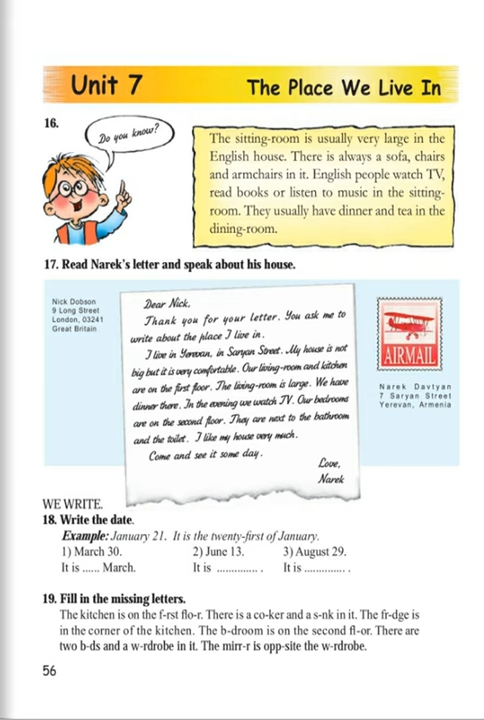 Unit 7 The Place We Live In
16.
Do you know?
The sitting-room is usually very large in the
English house. There is always a sofa, chairs
and armchairs in it. English people watch TV,
read books or listen to music in the sitting-
room. They usually have dinner and tea in the
dining-room.
17. Read Narek's letter and speak about his house.
Nick Dobson
9 Long Street
London, 03241
Great Britain
Dear Nick,
Thank you for your letter. You ask me to
write about the place I live in.
I live in Yerevan, in Saryan Street. My house is not
big but it is very comfortable. Our living-room and kitchen
are on the first floor. The living-room is large. We have
dinner there. In the evening we watch TV. Our bedrooms
are on the second floor. They are next to the bathroom
and the toilet. I like my house very much.
Come and see it some day.
Love,
Narek
AIRMAIL
Narek Davtyan
7 Saryan Street
Yerevan, Armenia
WE WRITE.
18. Write the date.
Example: January 21. It is the twenty-first of January.
1) March 30. 2) June 13. 3) August 29.
It is ...... March. It is .............. . It is .............. .
19. Fill in the missing letters.
The kitchen is on the f-rst flo-r. There is a co-ker and a s-nk in it. The fr-dge is
in the corner of the kitchen. The b-droom is on the second fl-or. There are
two b-ds and a w-rdrobe in it. The mirr-r is opp-site the w-rdrobe.
56